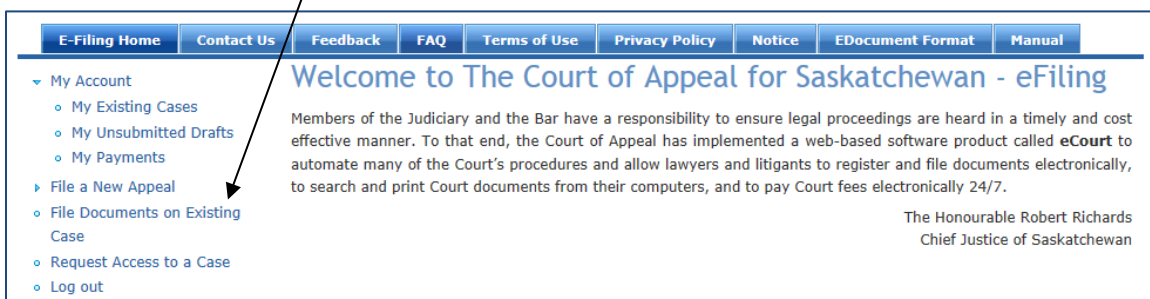 E-Filing Home Contact Us Feedback FAQ Terms of Use Privacy Policy Notice EDocument Format Manual
My Account
My Existing Cases
My Unsubmitted Drafts
My Payments
File a New Appeal
File Documents on Existing
Case
Request Access to a Case
Log out
Welcome to The Court of Appeal for Saskatchewan - eFiling
Members of the Judiciary and the Bar have a responsibility to ensure legal proceedings are heard in a timely and cost
effective manner. To that end, the Court of Appeal has implemented a web-based software product called eCourt to
automate many of the Court's procedures and allow lawyers and litigants to register and file documents electronically,
to search and print Court documents from their computers, and to pay Court fees electronically 24/7.
The Honourable Robert Richards
Chief Justice of Saskatchewan